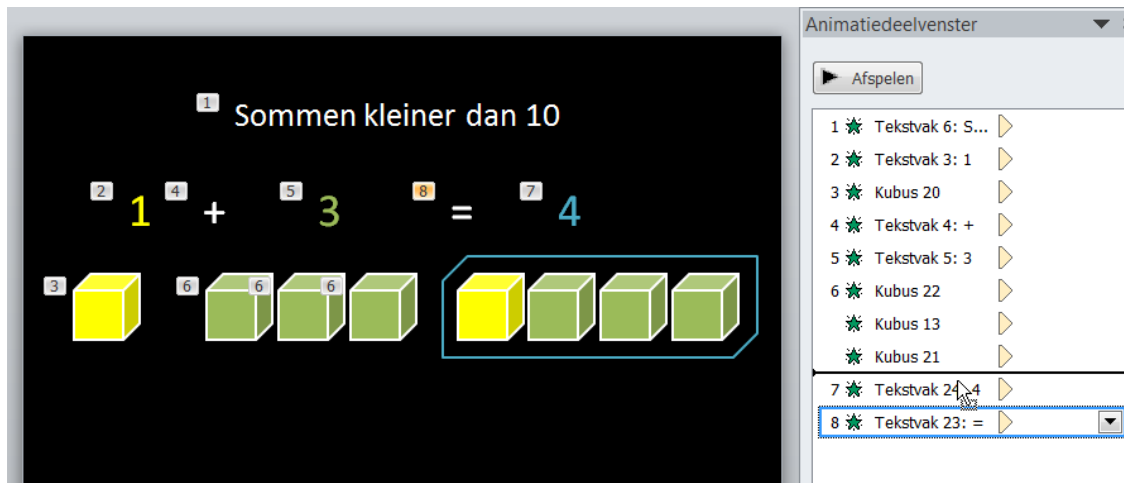 Animatiedeelvenster
Afspelen
1 Sommen kleiner dan 10
2 1 4 + 5 3 8 = 7 4
3 6 6 6
1 Tekstvak 6: S...
2 Tekstvak 3: 1
3 Kubus 20
4 Tekstvak 4: +
5 Tekstvak 5: 3
6 Kubus 22
Kubus 13
Kubus 21
7 Tekstvak 24: 4
8 Tekstvak 23: =